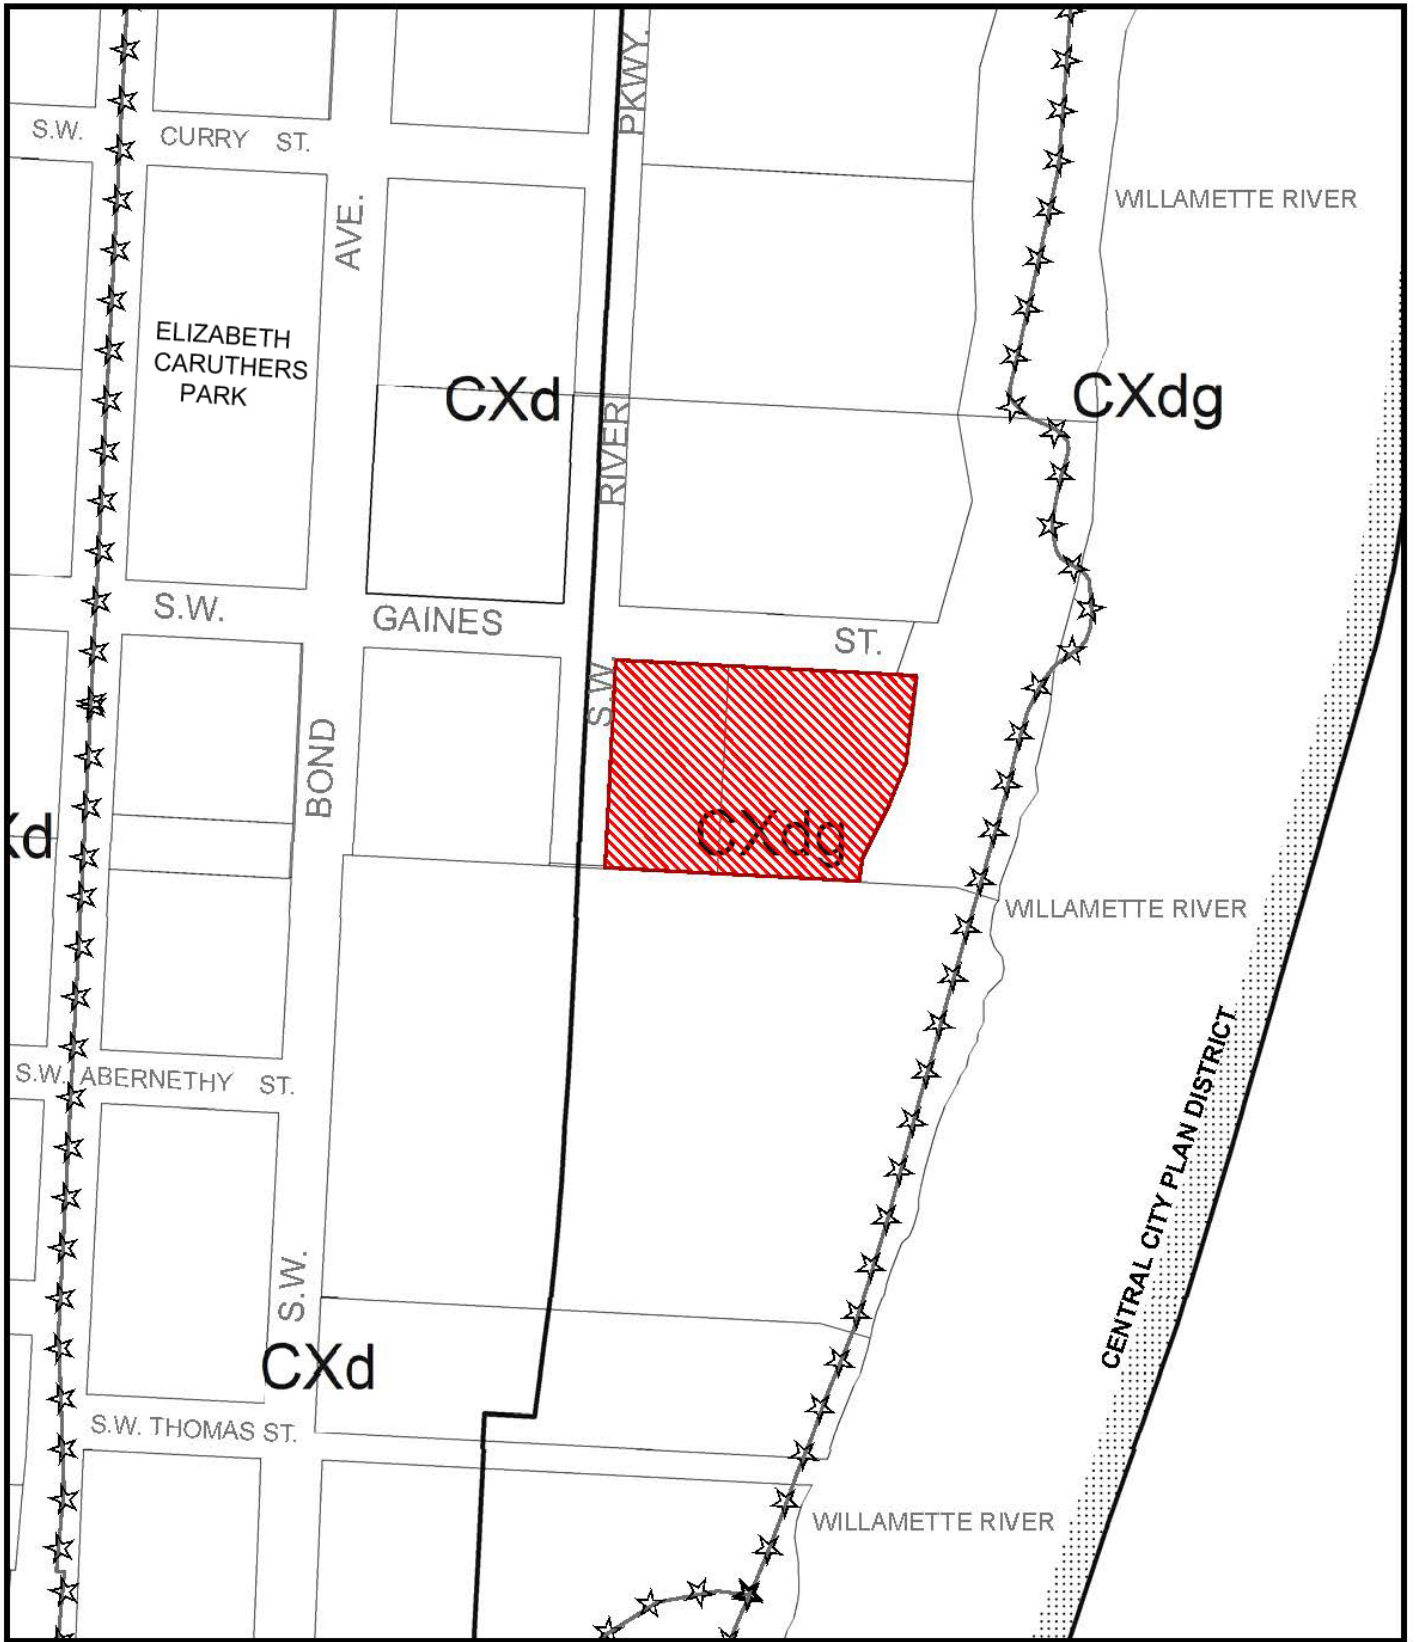 PKWY.
S.W.
CURRY ST.
WILLAMETTE RIVER
AVE.
ELIZABETH
CARUTHERS
PARK
CXd
CXdg
RIVER
S.W.
GAINES
ST.
S.W.
BOND
CXdg
Xd
WILLAMETTE RIVER
S.W. ABERNETHY ST.
CENTRAL CITY PLAN DISTRICT
S.W.
CXd
S.W. THOMAS ST.
WILLAMETTE RIVER